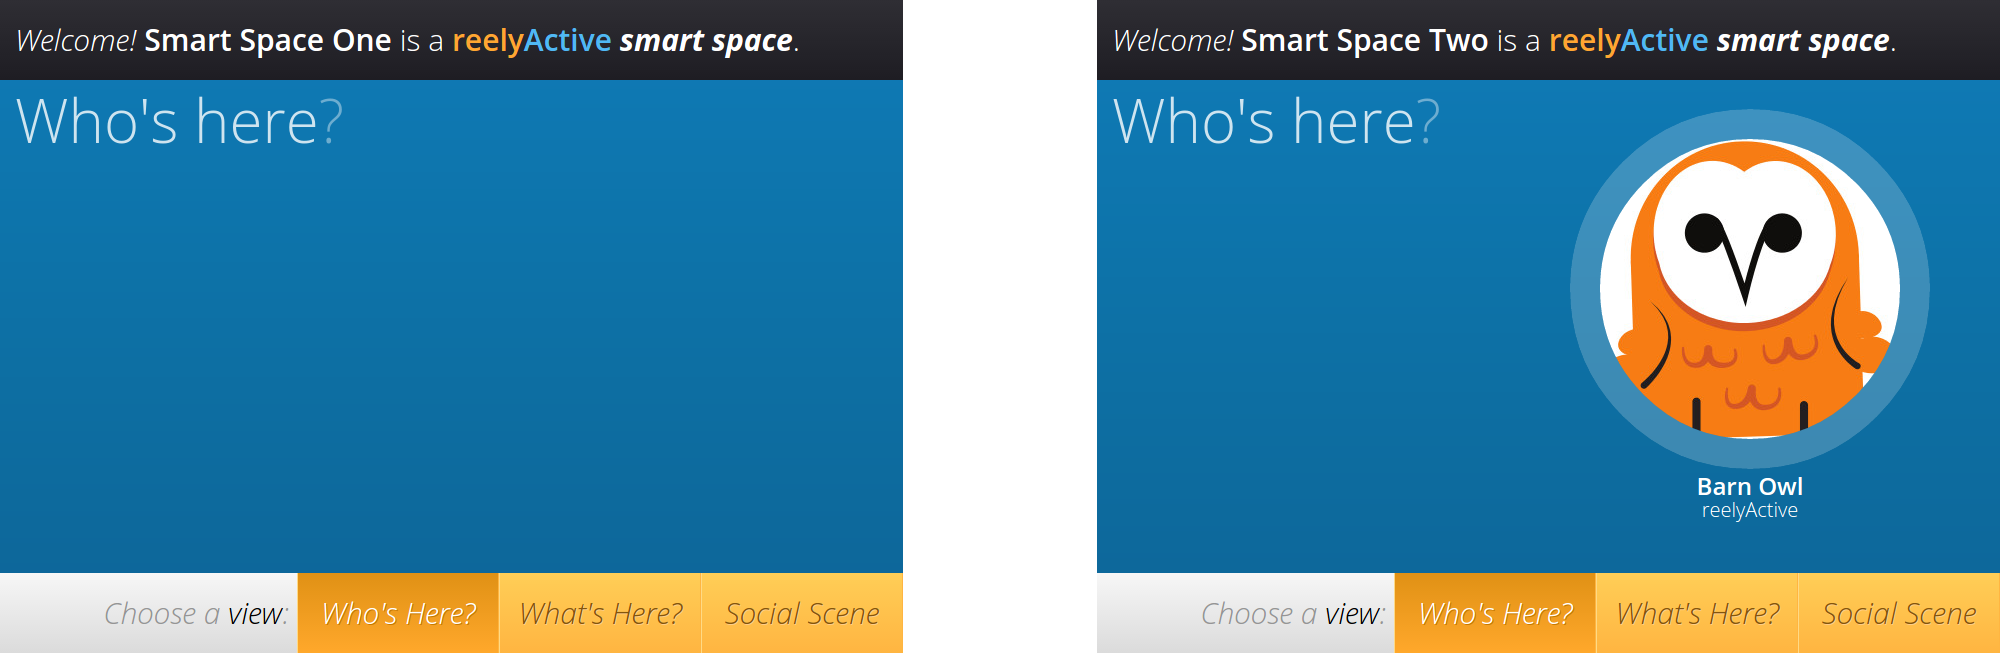 Welcome! Smart Space One is a reelyActive smart space.
Who's here?
Choose a view: Who's Here? What's Here? Social Scene
Welcome! Smart Space Two is a reelyActive smart space.
Who's here?
Barn Owl
reelyActive
Choose a view: Who's Here? What's Here? Social Scene